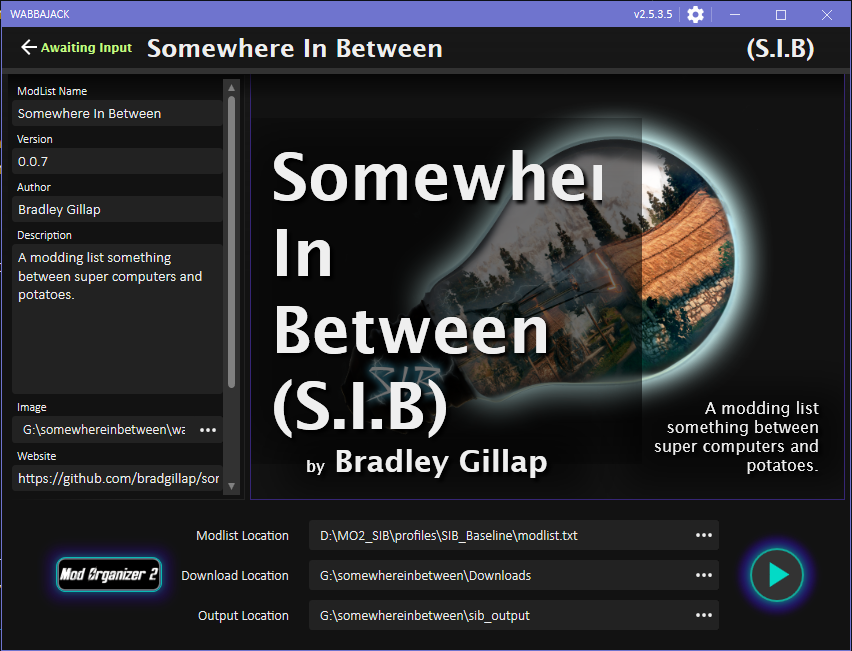 WABBAJACK
v2.5.3.5
Awaiting Input
Somewhere In Between
(S.I.B)
ModList Name
Somewhere In Between
Version
0.0.7
Author
Bradley Gillap
Description
A modding list something
between super computers and
potatoes.
Image
G:\somewhereinbetween\wa
Website
https://github.com/bradgillap/sor
Somewher
In
Between
(S.I.B)
SIB
by Bradley Gillap
A modding list
something between
super computers and
potatoes.
Mod Organizer 2
Modlist Location
D:\MO2_SIB\profiles\SIB_Baseline\modlist.txt
Download Location
G:\somewhereinbetween\Downloads
Output Location
G:\somewhereinbetween\sib_output